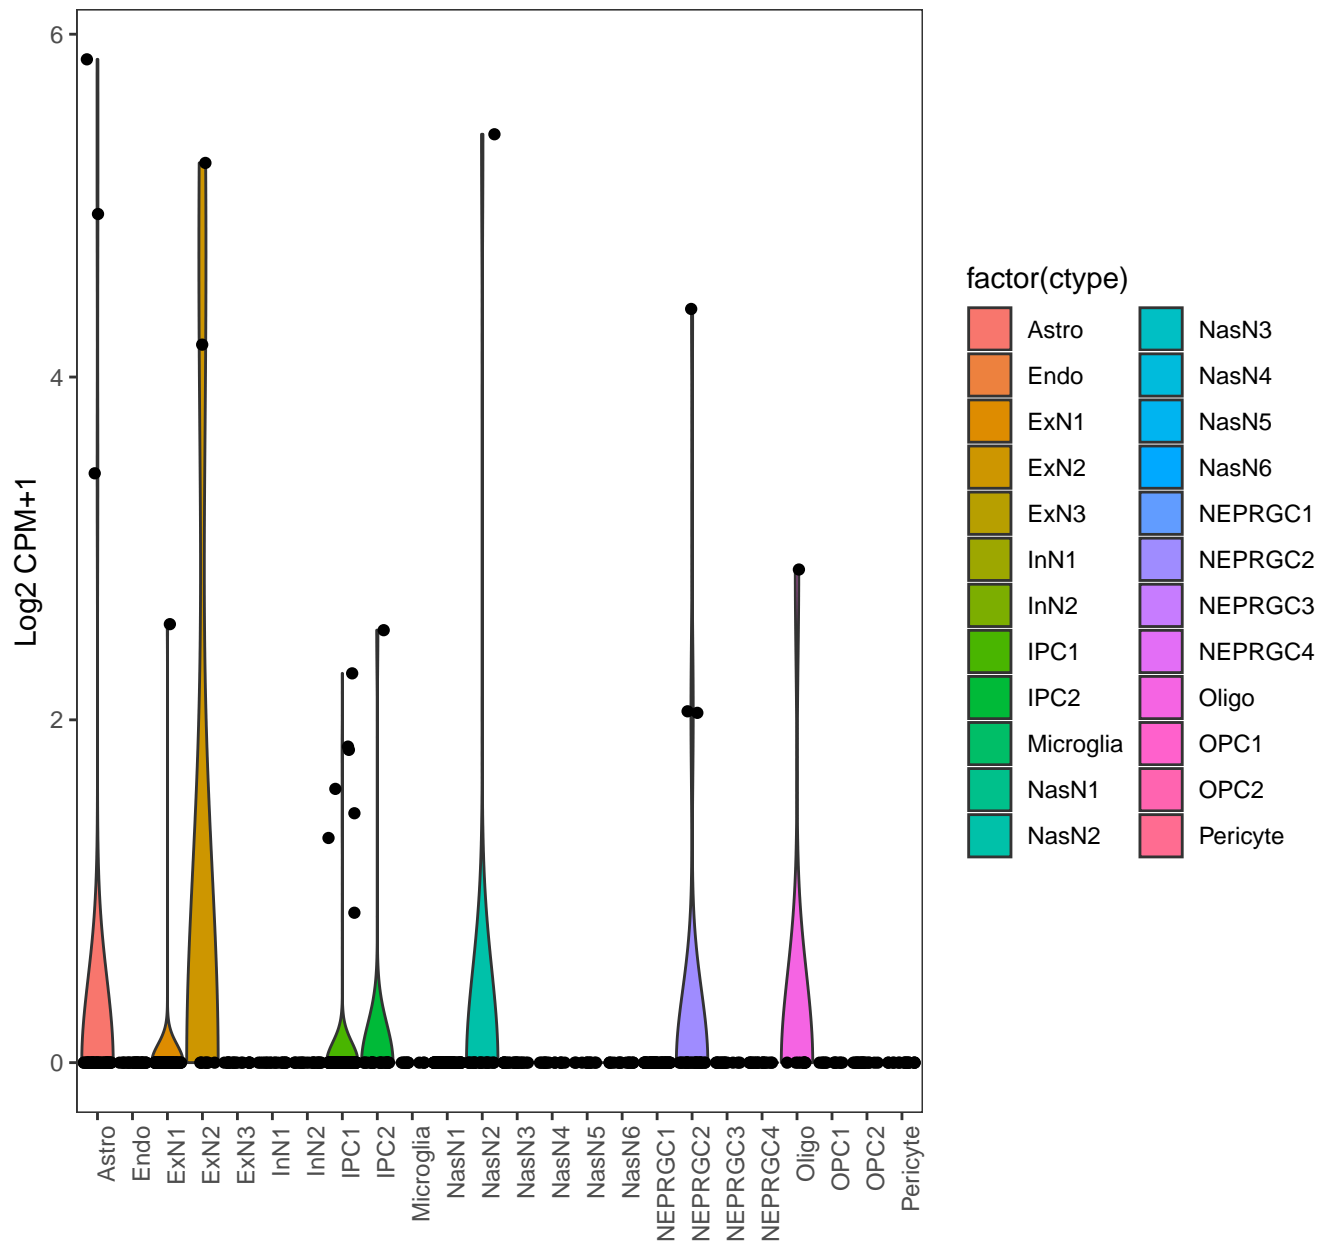 6
4
2
0
Log2 CPM+1
Astro
Endo
ExN1
ExN2
ExN3
InN1
InN2
IPC1
IPC2
Microglia
NasN1
NasN2
NasN3
NasN4
NasN5
NasN6
NEPRGC1
NEPRGC2
NEPRGC3
NEPRGC4
Oligo
OPC1
OPC2
Pericyte
factor(ctype)
Astro
Endo
ExN1
ExN2
ExN3
InN1
InN2
IPC1
IPC2
Microglia
NasN1
NasN2
NasN3
NasN4
NasN5
NasN6
NEPRGC1
NEPRGC2
NEPRGC3
NEPRGC4
Oligo
OPC1
OPC2
Pericyte